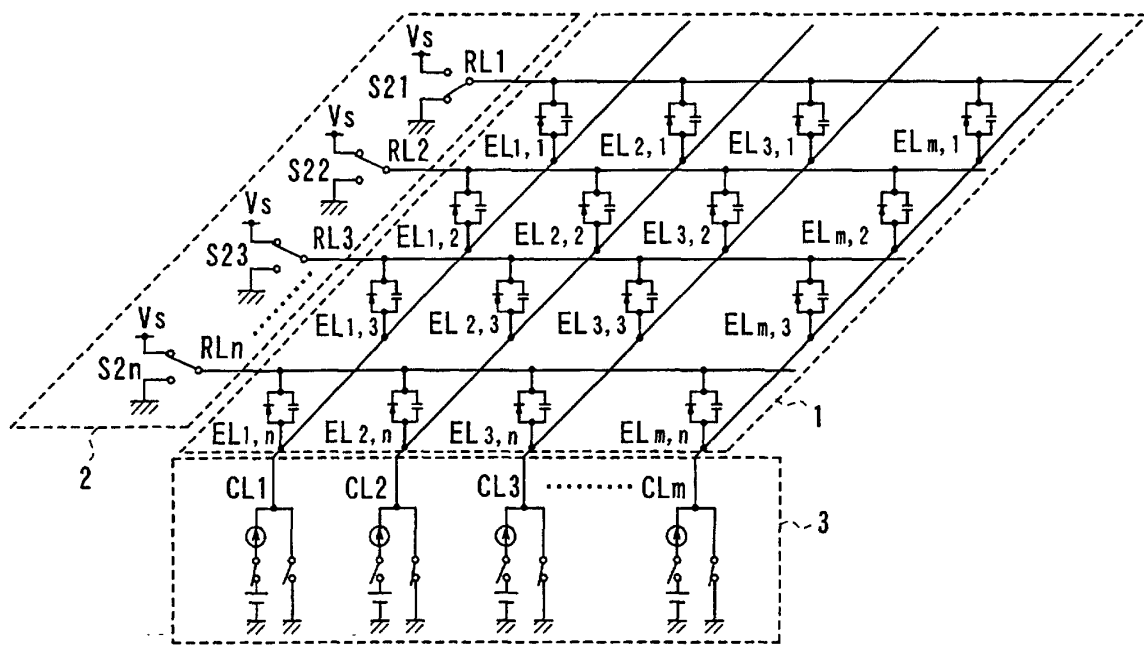 Vs
S21
RL1
EL1,1
EL2,1
EL3,1
ELm,1
Vs
S22
RL2
EL1,2
EL2,2
EL3,2
ELm,2
Vs
S23
RL3
EL1,3
EL2,3
EL3,3
ELm,3
Vs
S2n
RLn
EL1,n
EL2,n
EL3,n
ELm,n
1
2
CL1
CL2
CL3
CLm
3